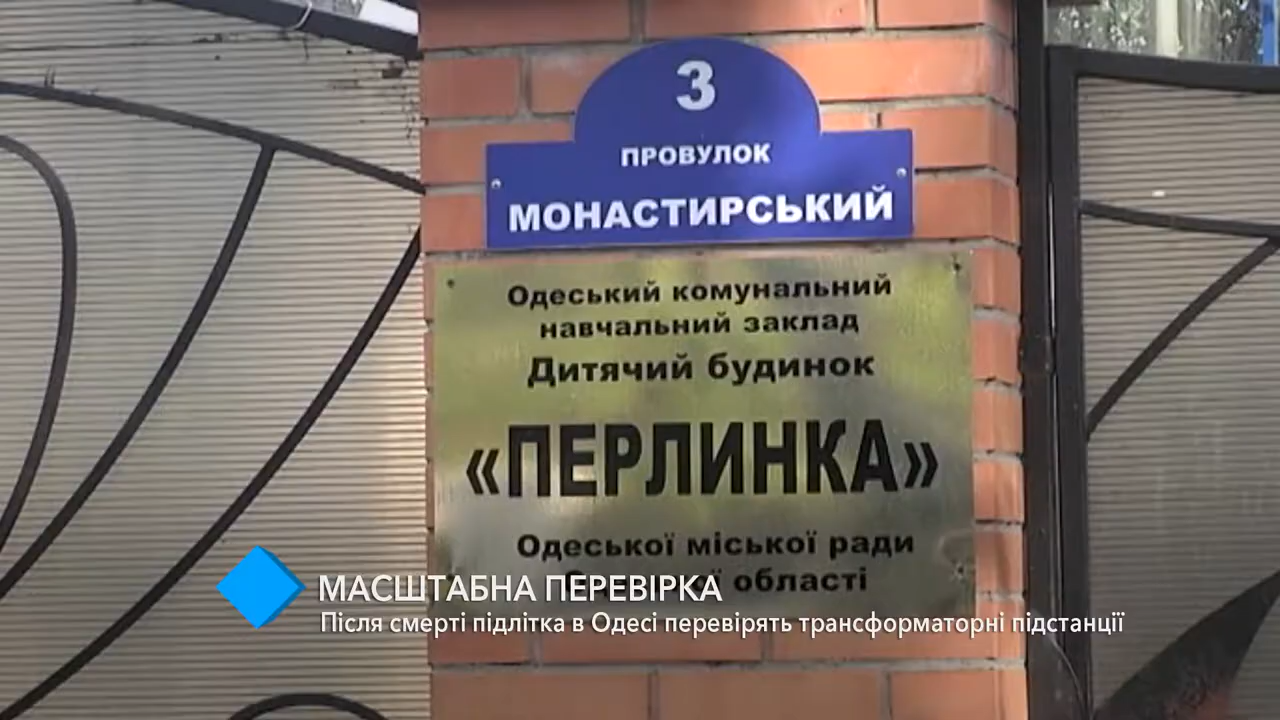 3
ПРОВУЛОК
МОНАСТИРСЬКИЙ
Одеський комунальний
навчальний заклад
Дитячий будинок
«ПЕРЛИНКА»
Одеської міської ради
області
МАСШТАБНА ПЕРЕВІРКА
Після смерті підлітка в Одесі перевірять трансформаторні підстанції